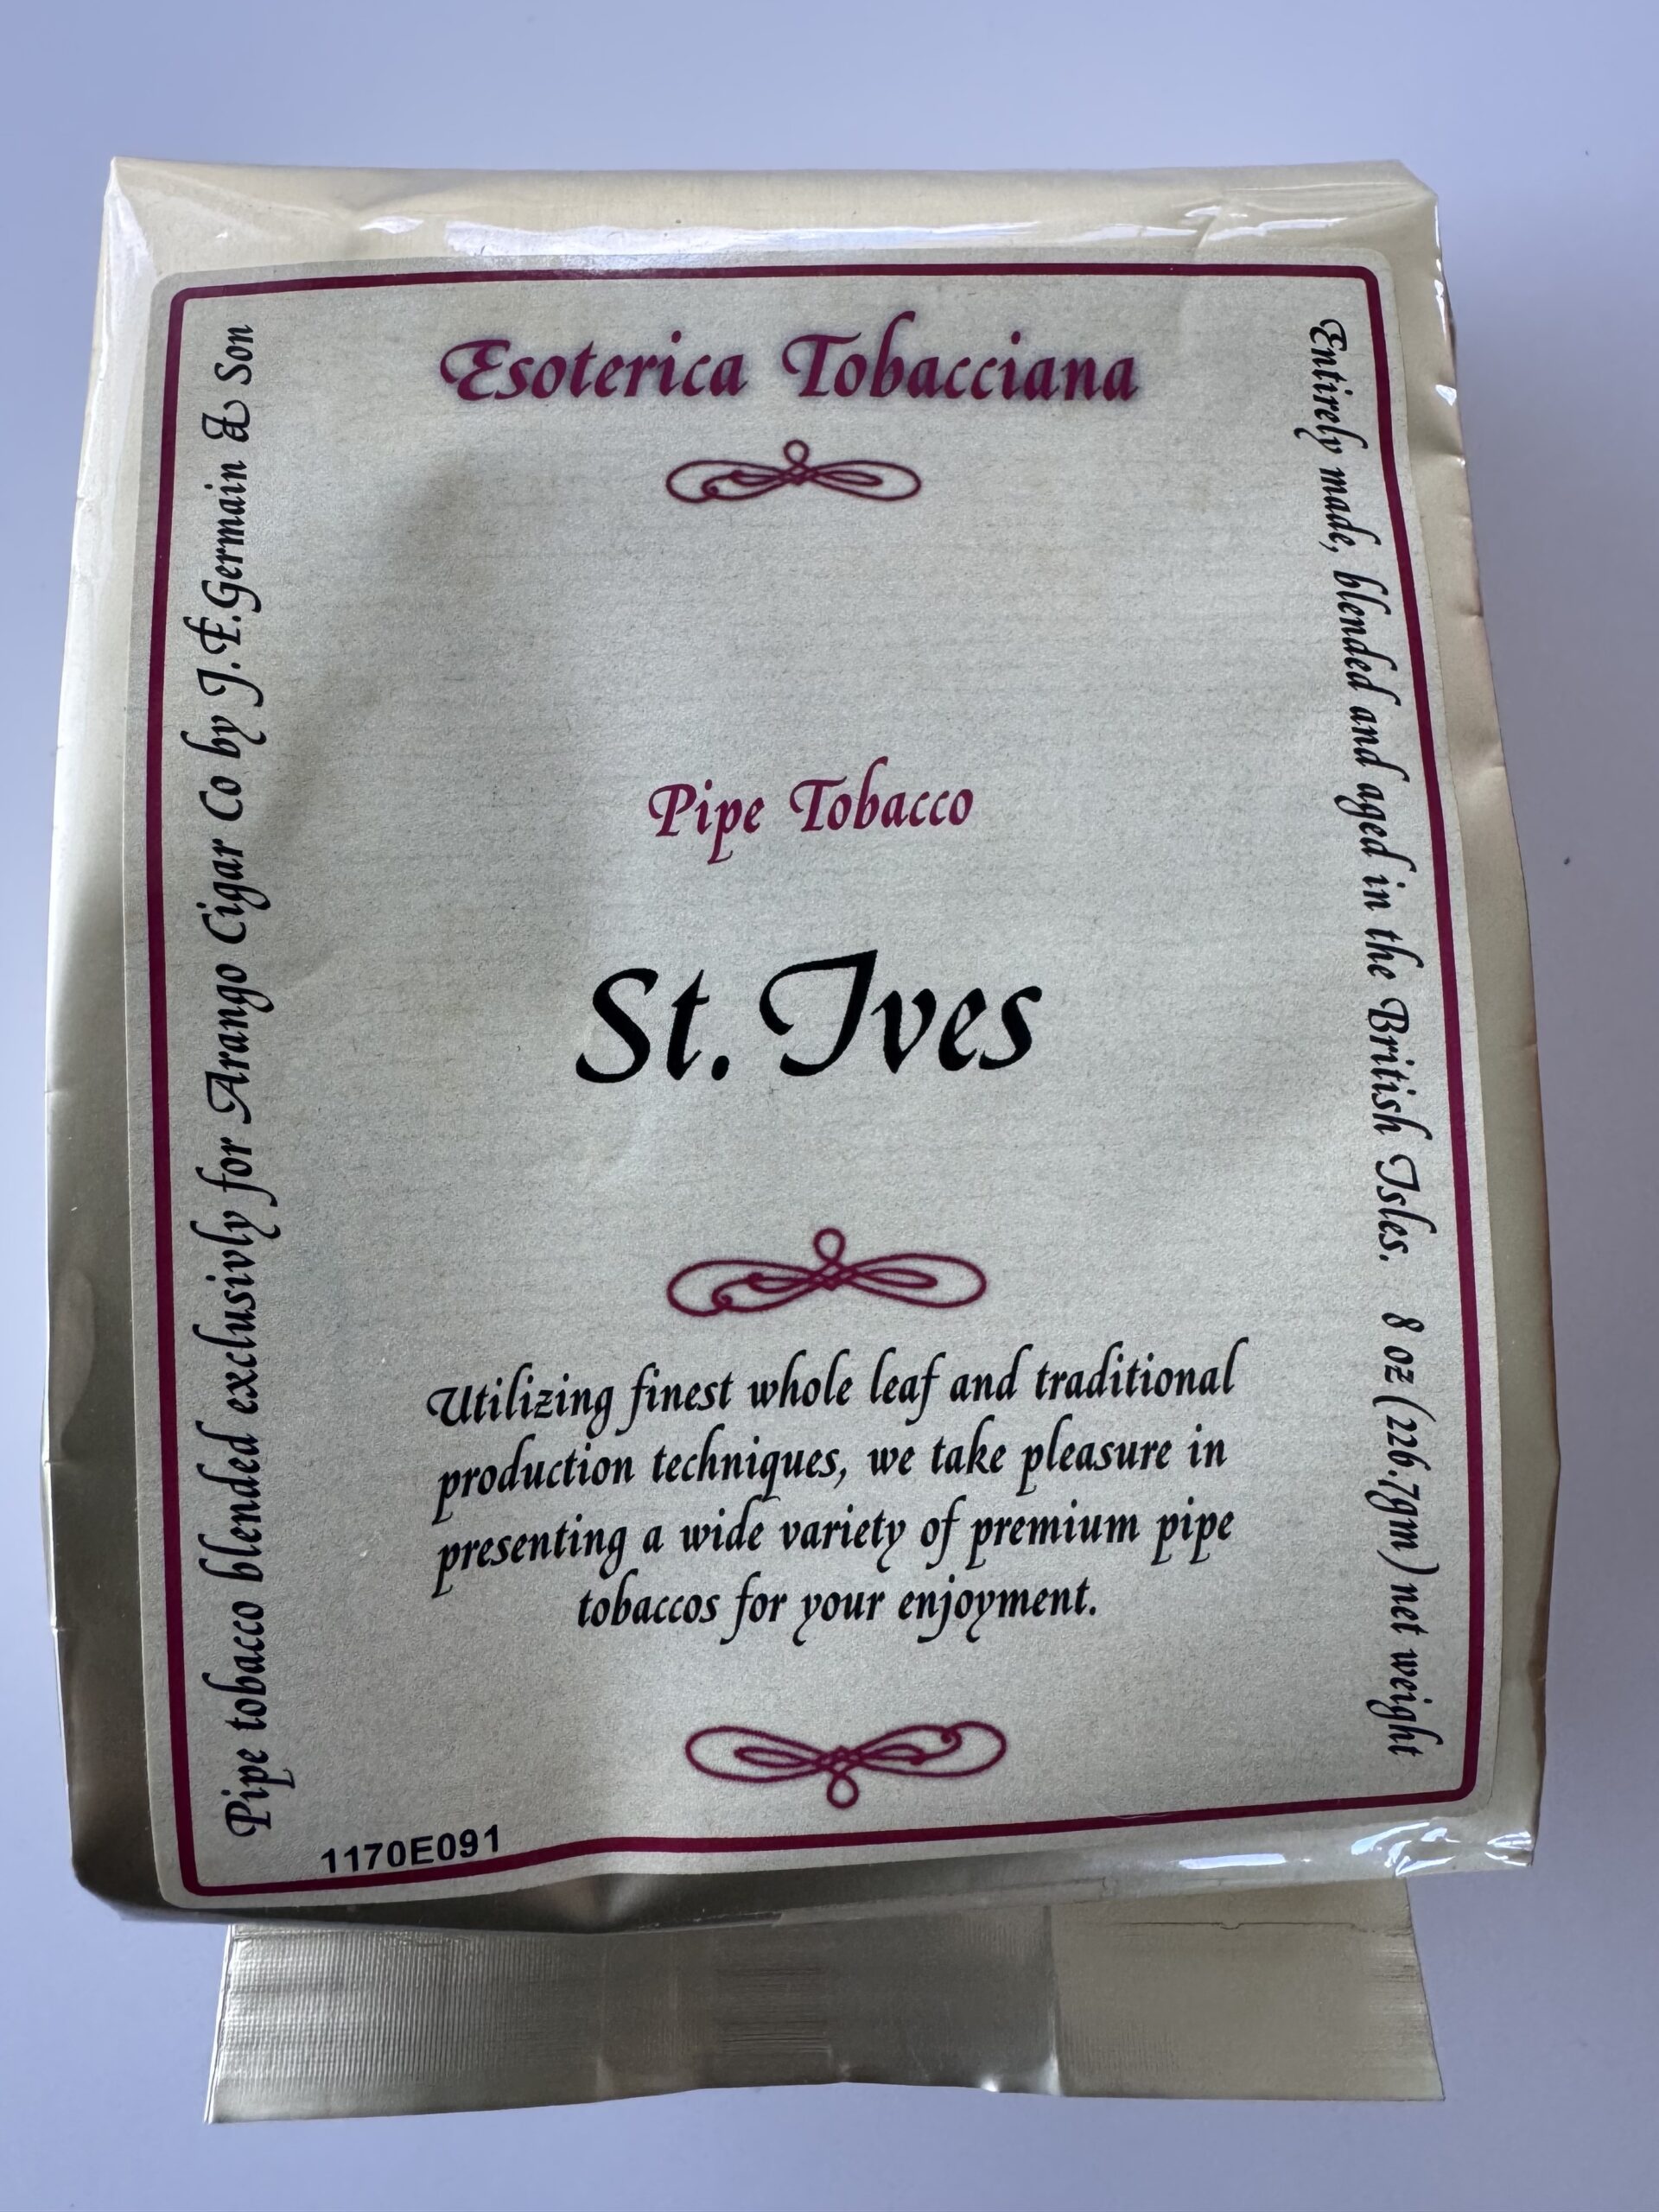 Esoterica Tobacciana
Pipe Tobacco
St. Ives
Utilizing finest whole leaf and traditional
production techniques, we take pleasure in
presenting a wide variety of premium pipe
tobaccos for your enjoyment.
Pipe tobacco blended exclusivly for Arango Cigar Co by J.F.Germain & Son
Entirely made, blended and aged in the British Isles. 8 oz (226.7gm) net weight
1170E091